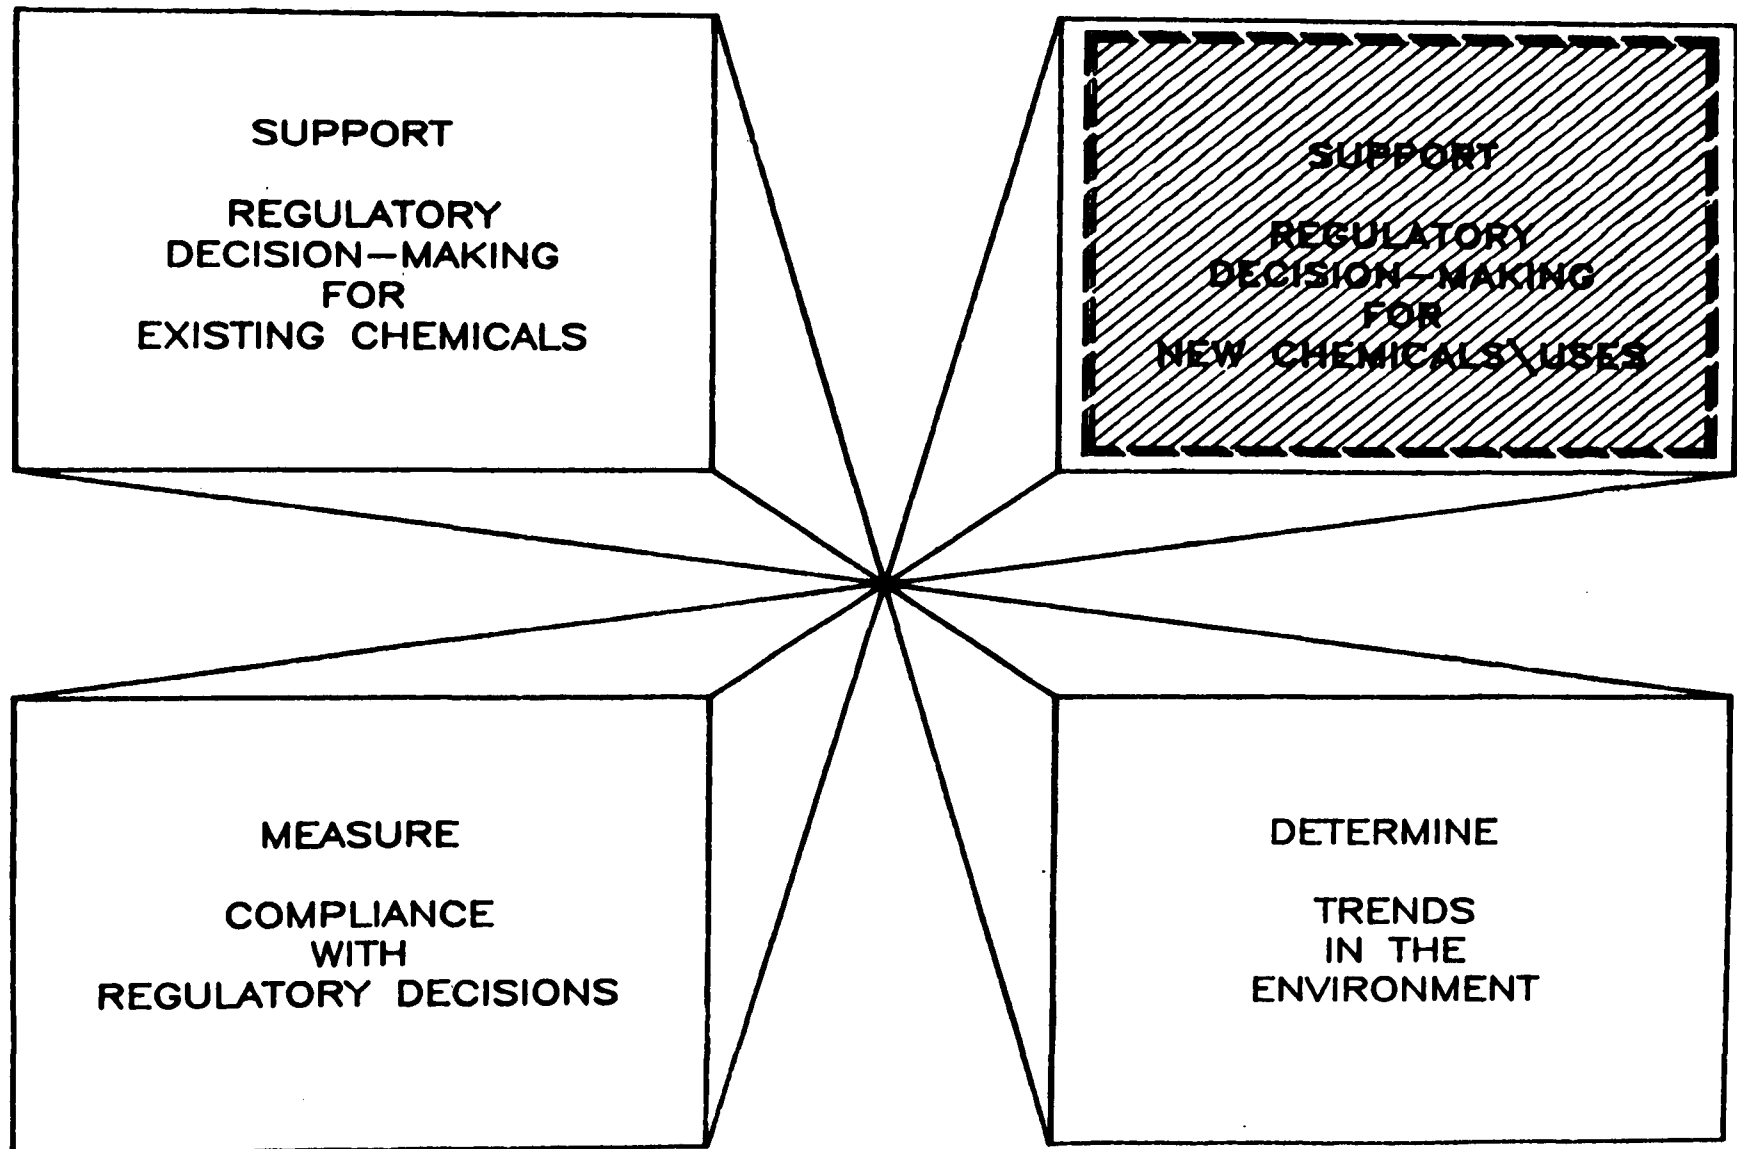 SUPPORT
REGULATORY
DECISION—MAKING
FOR
EXISTING CHEMICALS
SUPPORT
REGULATORY
DECISION—MAKING
FOR
NEW CHEMICALS\USES
MEASURE
COMPLIANCE
WITH
REGULATORY DECISIONS
DETERMINE
TRENDS
IN THE
ENVIRONMENT